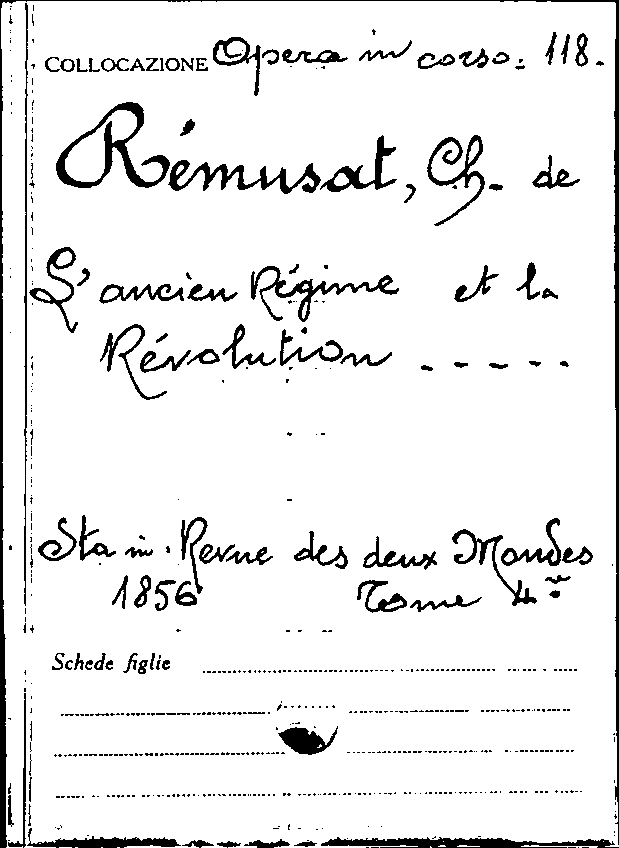 COLLOCAZIONE Opera in corso: 118.
Rémusat, Ch. de
L'ancien Régime et la
Révolution - - - - -
Sta in: Revue des deux Mondes
1856 Tome 4º
Schede figlie